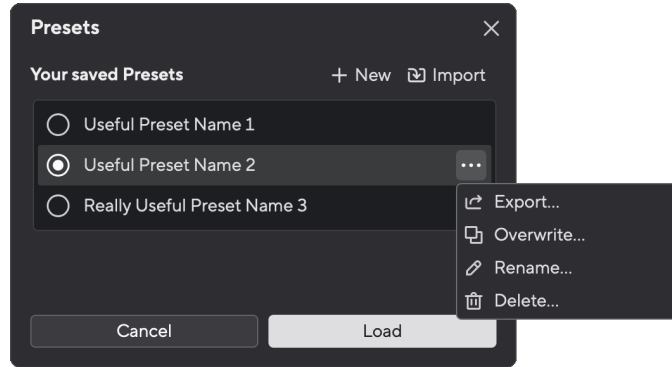 Presets
Your saved Presets
New
Import
Useful Preset Name 1
Useful Preset Name 2
Really Useful Preset Name 3
Export...
Overwrite...
Rename...
Delete...
Cancel
Load